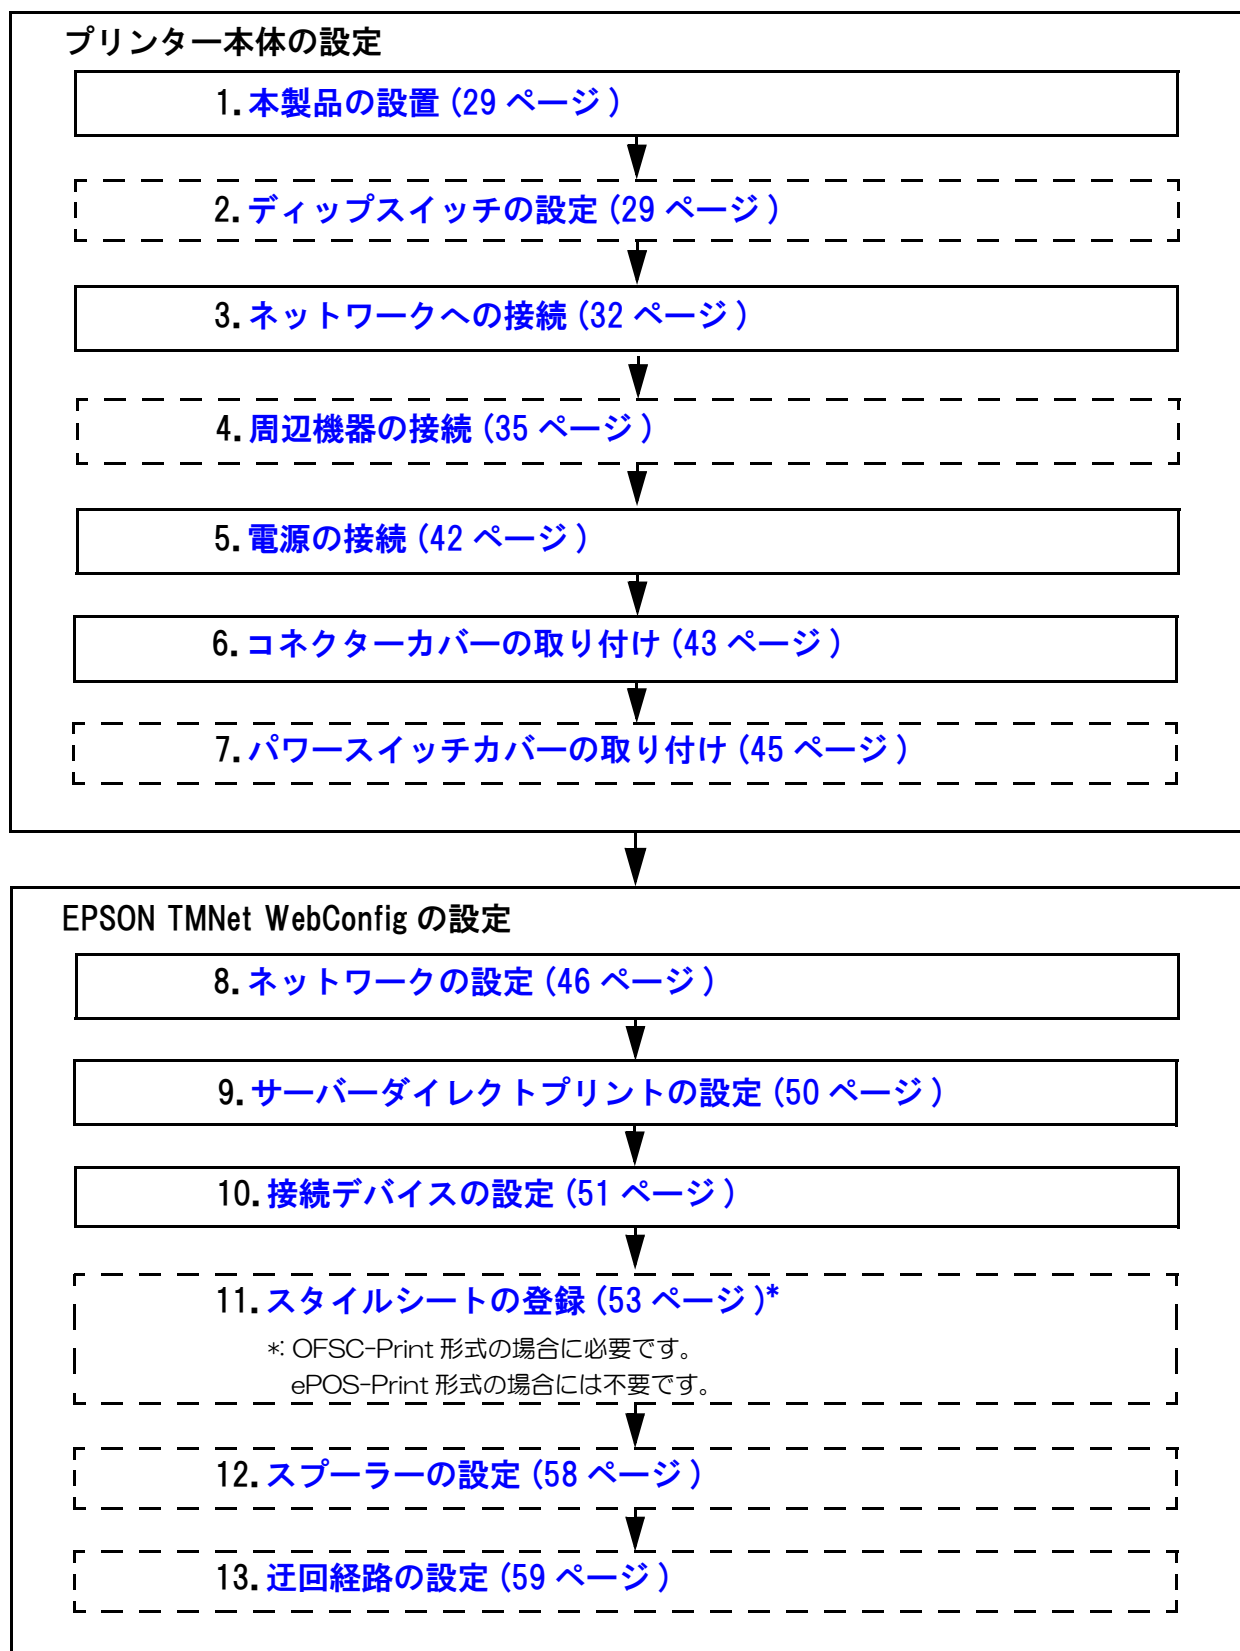 プリンター本体の設定
1. 本製品の設置 (29 ページ )
2. ディップスイッチの設定 (29 ページ )
3. ネットワークへの接続 (32 ページ )
4. 周辺機器の接続 (35 ページ )
5. 電源の接続 (42 ページ )
6. コネクターカバーの取り付け (43 ページ )
7. パワースイッチカバーの取り付け (45 ページ )
EPSON TMNet WebConfig の設定
8. ネットワークの設定 (46 ページ )
9. サーバーダイレクトプリントの設定 (50 ページ )
10. 接続デバイスの設定 (51 ページ )
11. スタイルシートの登録 (53 ページ )*
*: OFSC-Print 形式の場合に必要です。
ePOS-Print 形式の場合には不要です。
12. スプーラーの設定 (58 ページ )
13. 迂回経路の設定 (59 ページ )